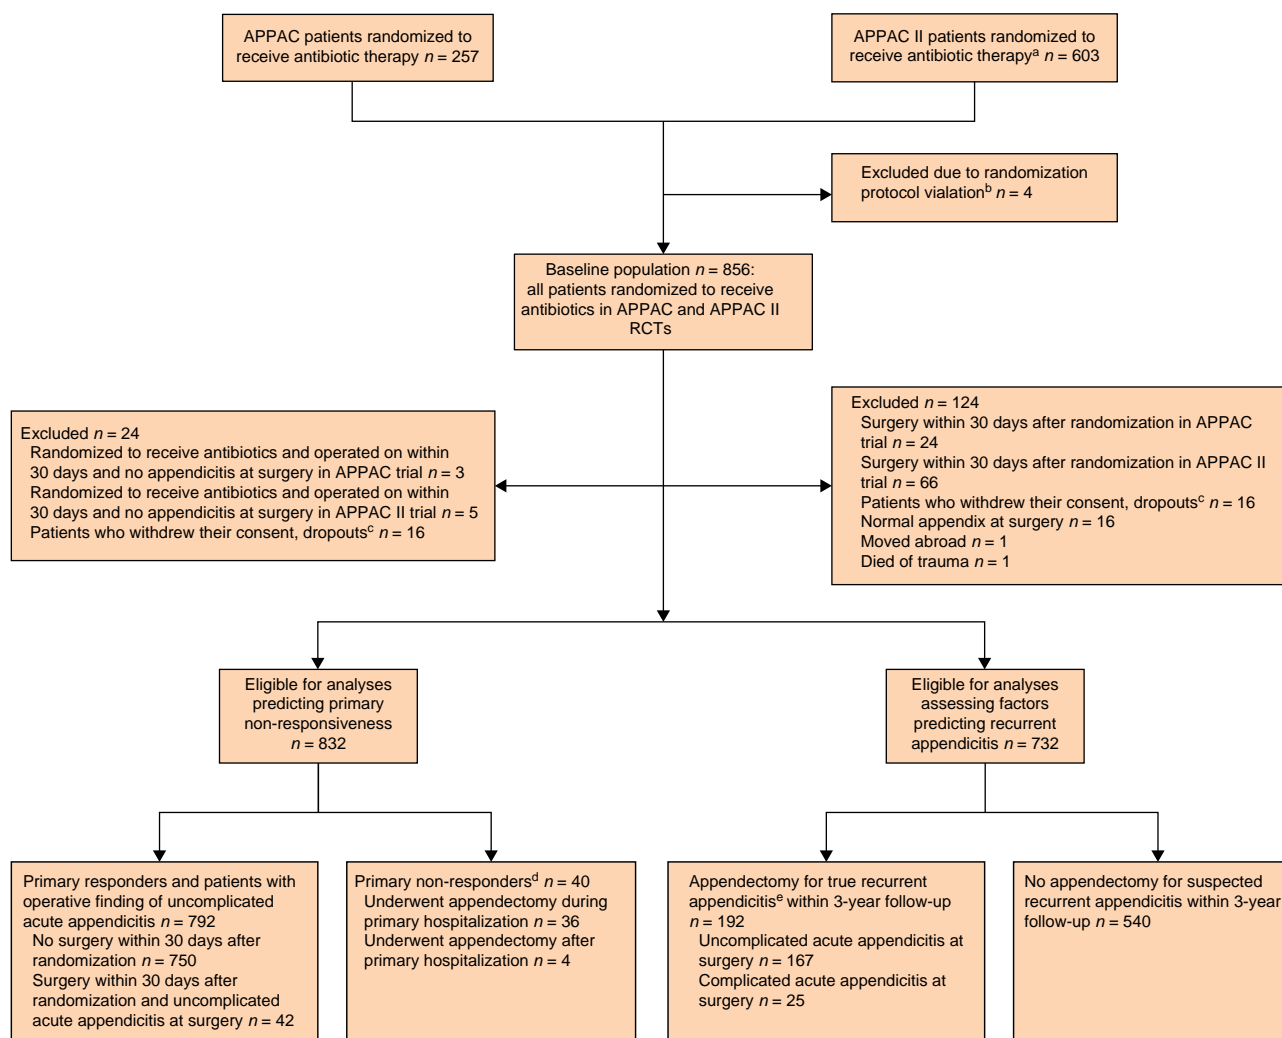 APPAC patients randomized to
receive antibiotic therapy n = 257
APPAC II patients randomized to
receive antibiotic therapyᵃ n = 603
Excluded due to randomization
protocol vialationᵇ n = 4
Baseline population n = 856:
all patients randomized to receive
antibiotics in APPAC and APPAC II
RCTs
Excluded n = 24
Randomized to receive antibiotics and operated on within
30 days and no appendicitis at surgery in APPAC trial n = 3
Randomized to receive antibiotics and operated on within
30 days and no appendicitis at surgery in APPAC II trial n = 5
Patients who withdrew their consent, dropoutsᶜ n = 16
Excluded n = 124
Surgery within 30 days after randomization in APPAC
trial n = 24
Surgery within 30 days after randomization in APPAC II
trial n = 66
Patients who withdrew their consent, dropoutsᶜ n = 16
Normal appendix at surgery n = 16
Moved abroad n = 1
Died of trauma n = 1
Eligible for analyses
predicting primary
non-responsiveness
n = 832
Eligible for analyses
assessing factors
predicting recurrent
appendicitis n = 732
Primary responders and patients with
operative finding of uncomplicated
acute appendicitis n = 792
No surgery within 30 days after
randomization n = 750
Surgery within 30 days after
randomization and uncomplicated
acute appendicitis at surgery n = 42
Primary non-respondersᵈ n = 40
Underwent appendectomy during
primary hospitalization n = 36
Underwent appendectomy after
primary hospitalization n = 4
Appendectomy for true recurrent
appendicitisᵉ within 3-year follow-up
n = 192
Uncomplicated acute appendicitis at
surgery n = 167
Complicated acute appendicitis at
surgery n = 25
No appendectomy for suspected
recurrent appendicitis within 3-year
follow-up n = 540